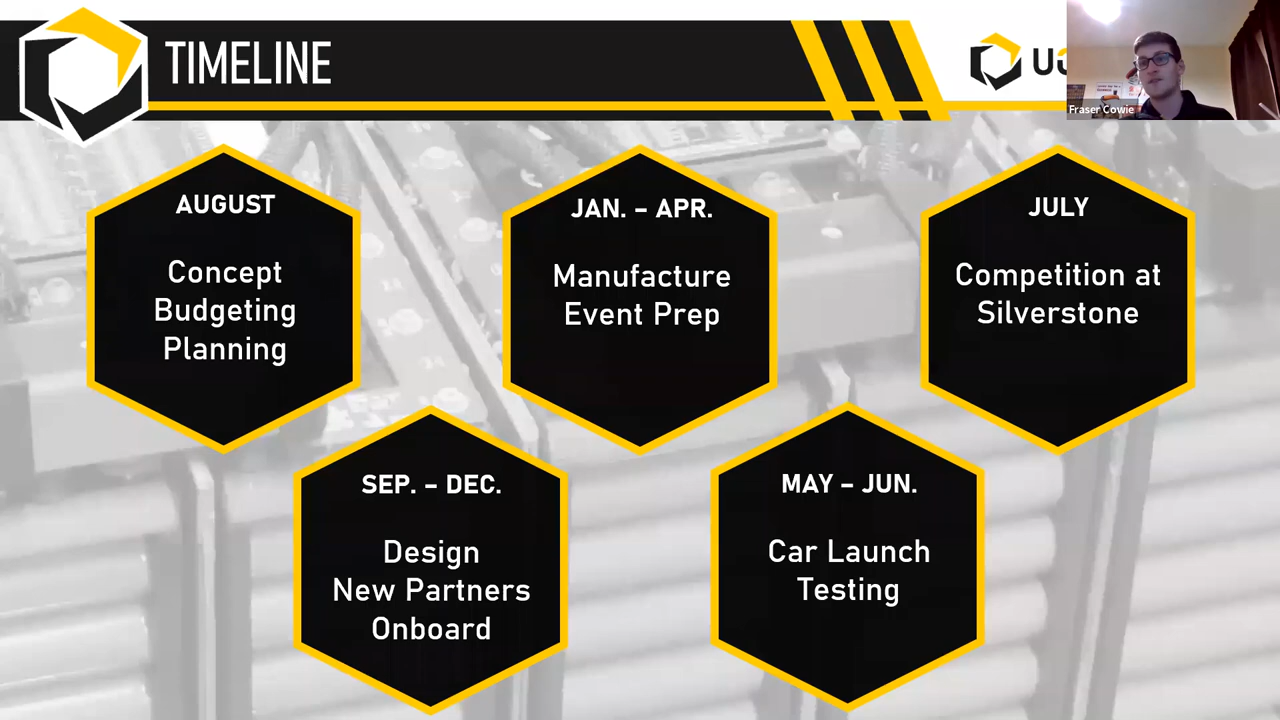 TIMELINE
Fraser Cowie
AUGUST
Concept
Budgeting
Planning
JAN. – APR.
Manufacture
Event Prep
JULY
Competition at
Silverstone
SEP. – DEC.
Design
New Partners
Onboard
MAY – JUN.
Car Launch
Testing